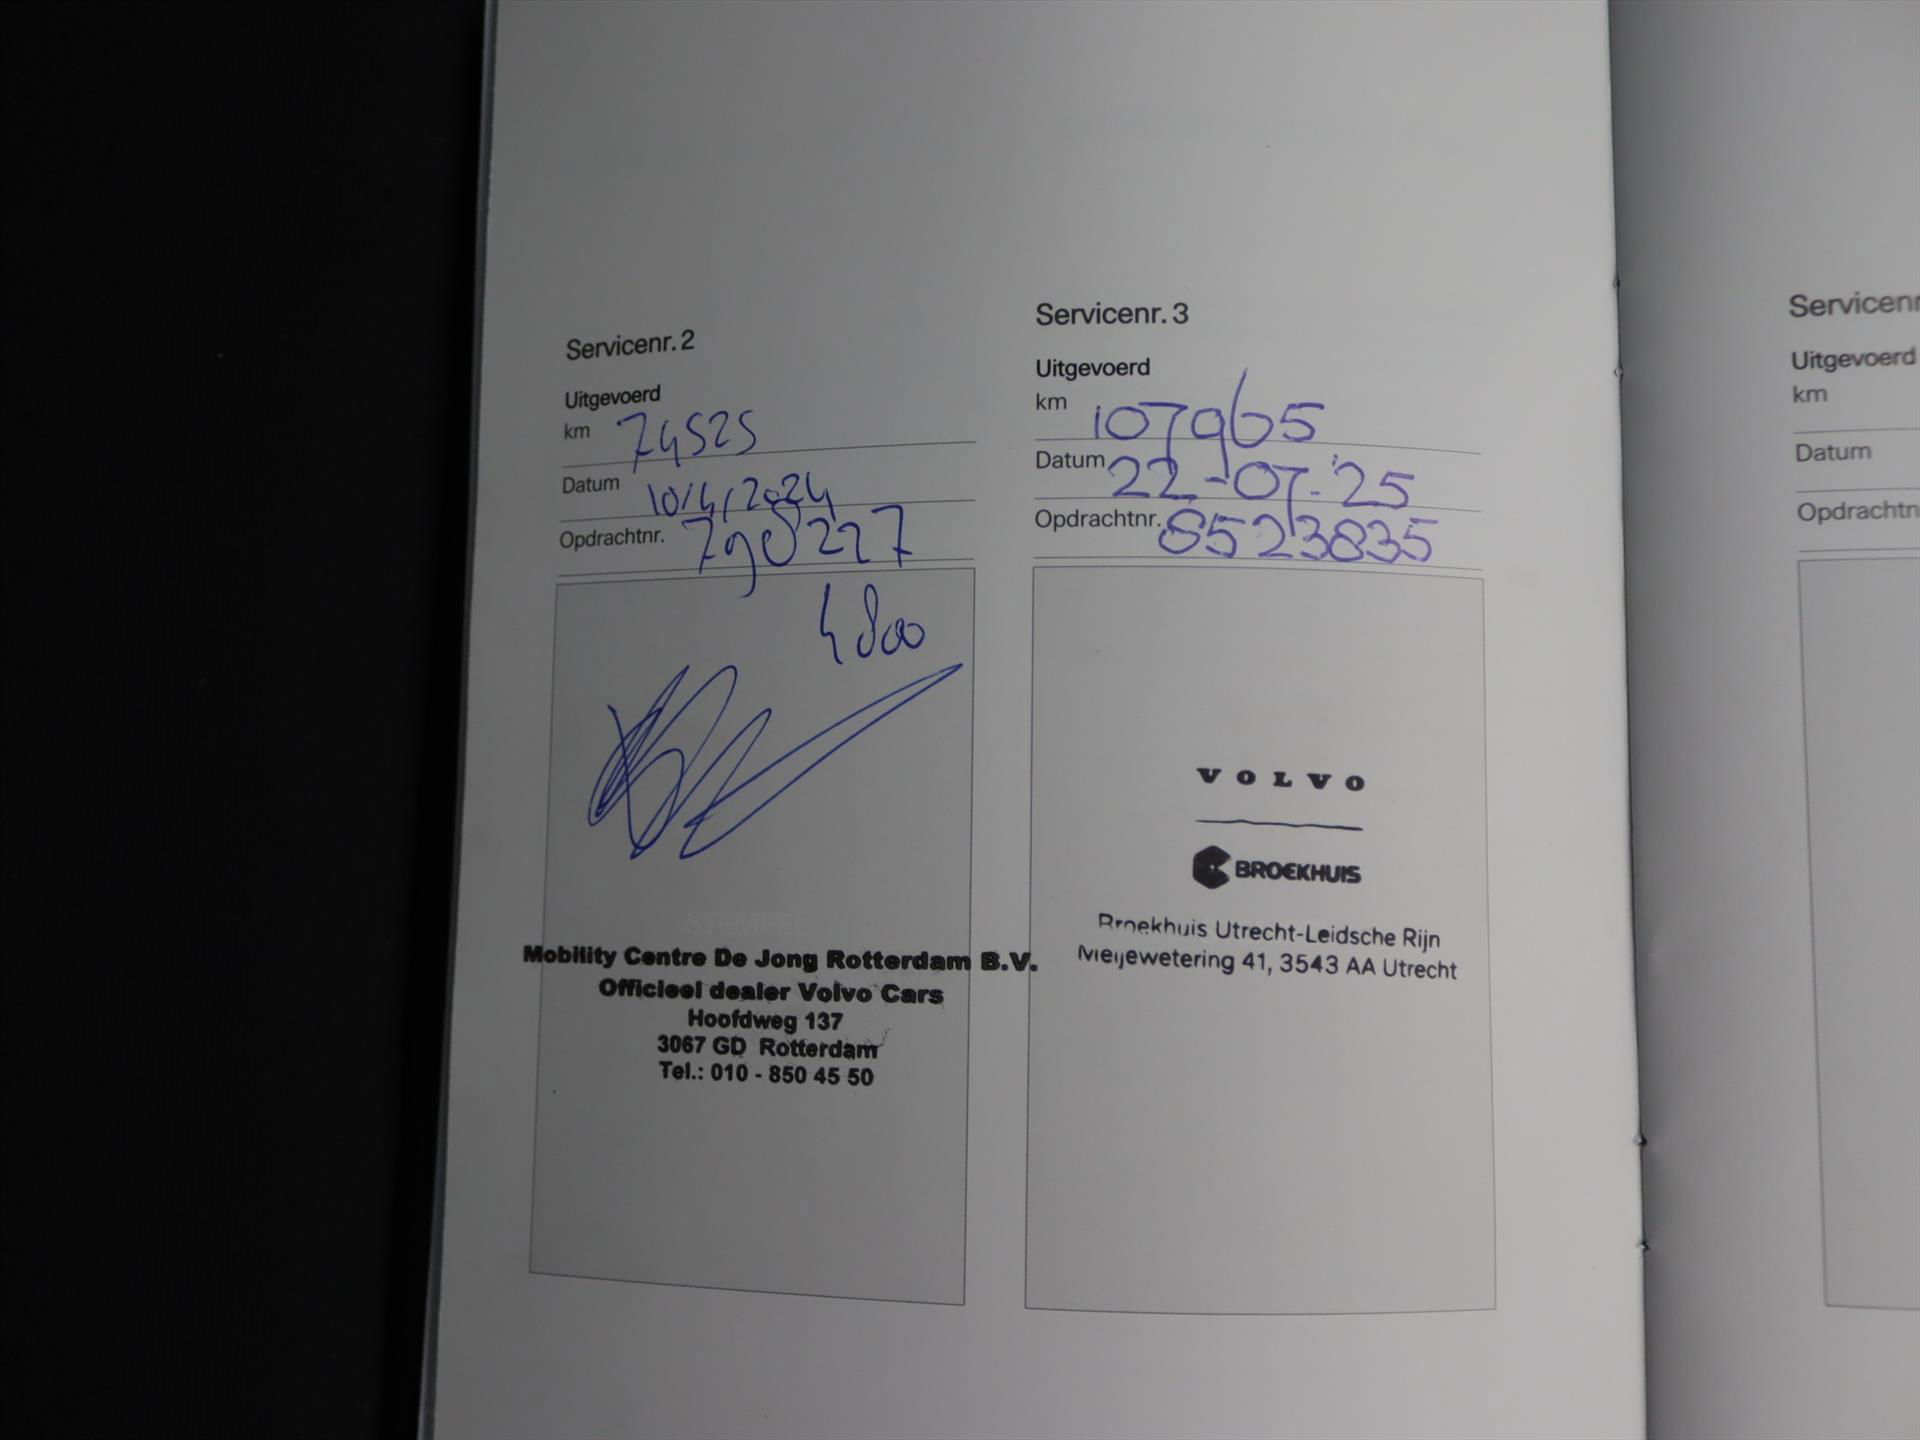 Servicenr. 2
Uitgevoerd
km 74525
Datum 10/4/2024
Opdrachtnr. 790227
4800
STEMPEL
Mobility Centre De Jong Rotterdam B.V.
Officieel dealer Volvo Cars
Hoofdweg 137
3067 GD Rotterdam
Tel.: 010 - 850 45 50
Servicenr. 3
Uitgevoerd
km 107965
Datum 22-07-'25
Opdrachtnr. 8523835
VOLVO
BROEKHUIS
Broekhuis Utrecht-Leidsche Rijn
Meijewetering 41, 3543 AA Utrecht
Servicenr
Uitgevoerd
km
Datum
Opdrachtn